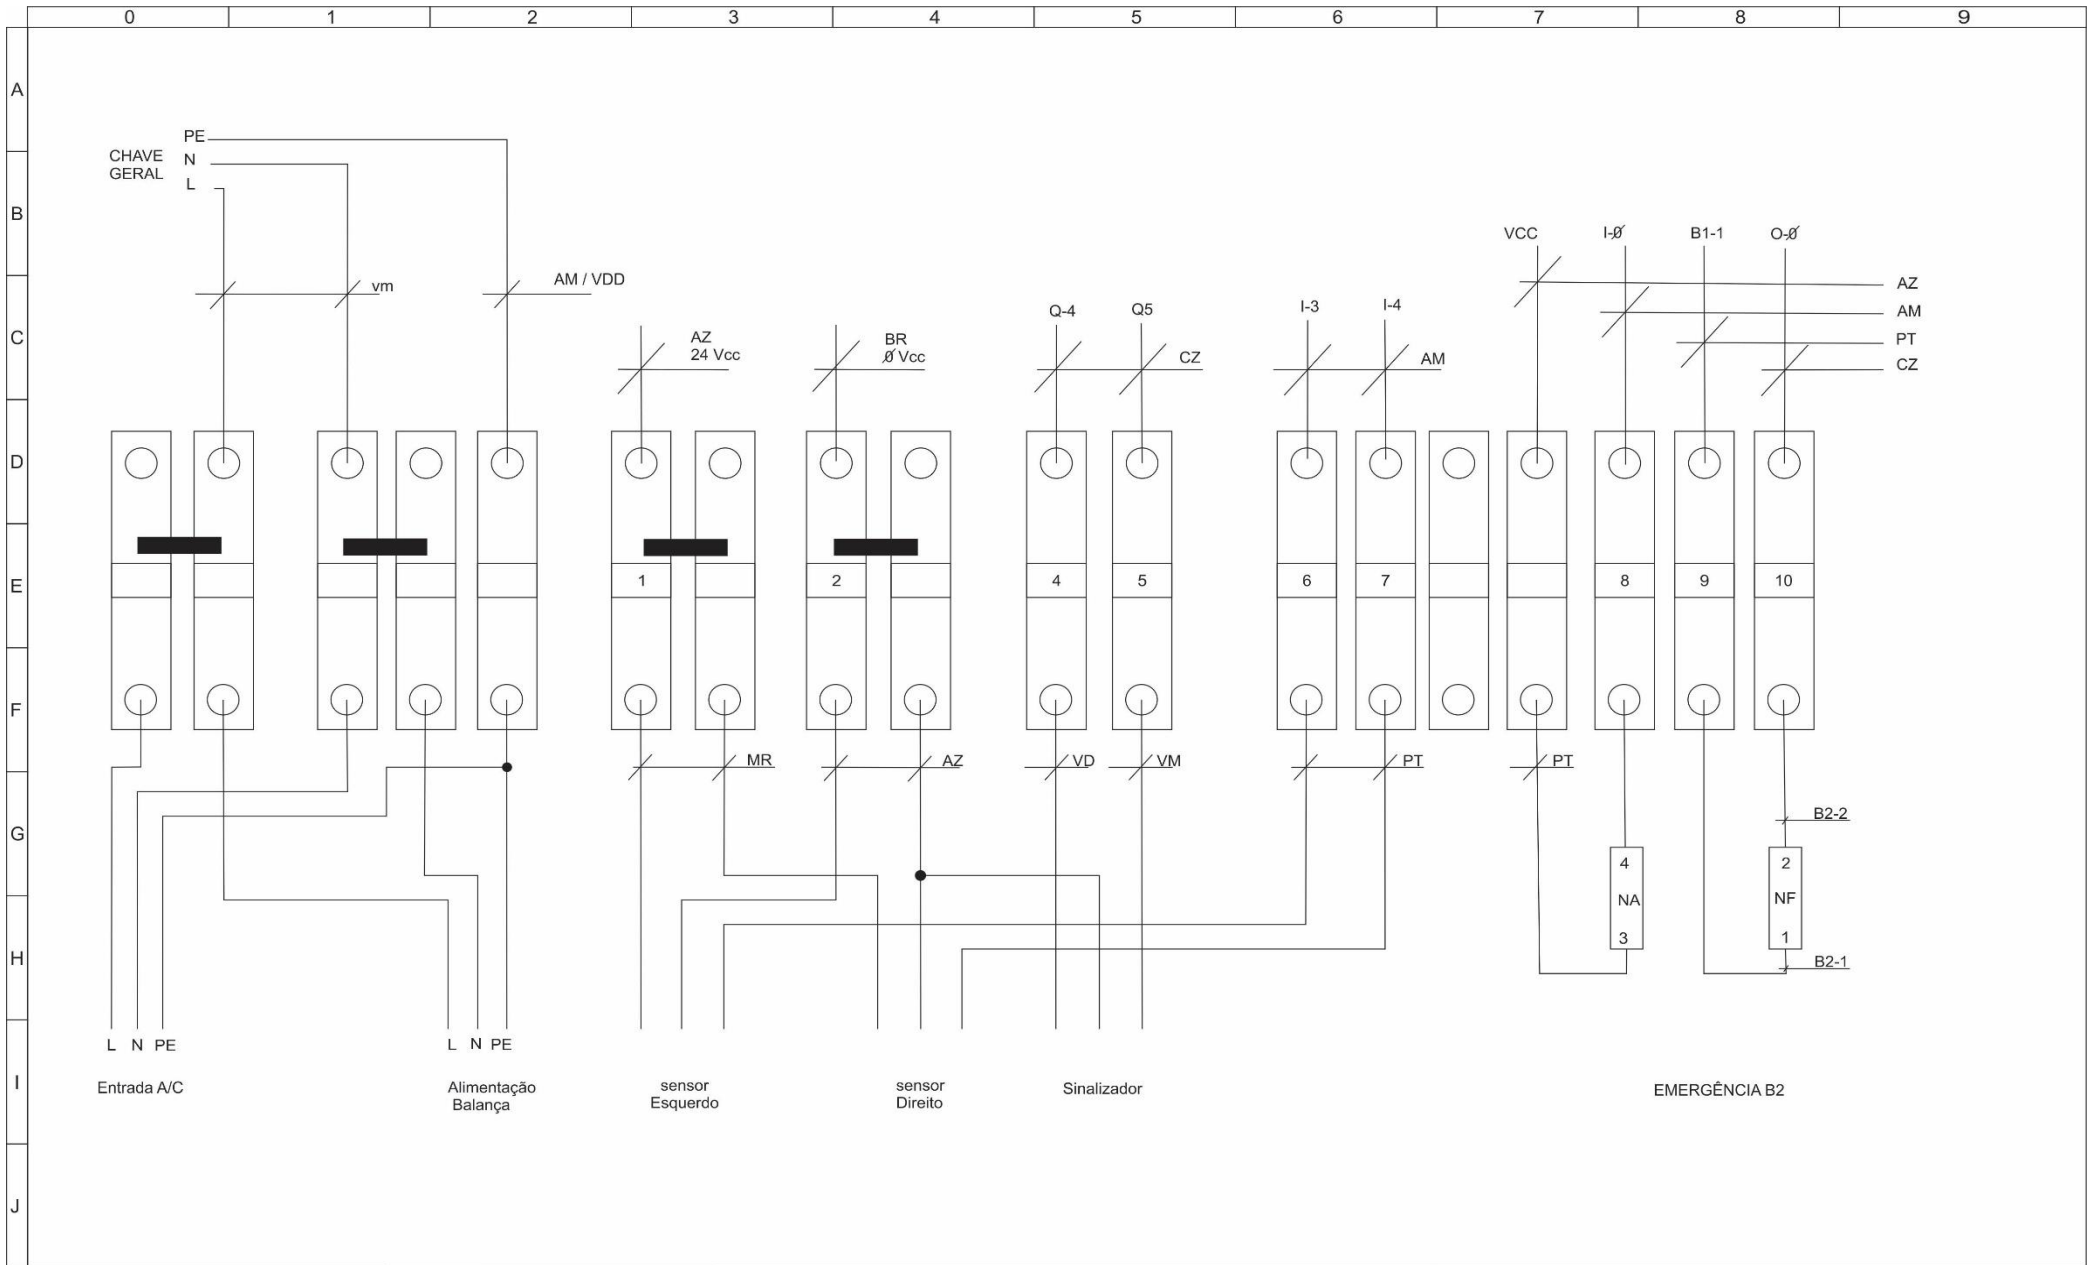 0 1 2 3 4 5 6 7 8 9
A
PE
CHAVE N
GERAL L
B
VCC I-0̸ B1-1 O-0̸
AM / VDD
vm
AZ
AM
PT
CZ
C
Q-4 Q5 I-3 I-4
AZ
24 Vcc
BR
0̸ Vcc
CZ
AM
D
E
1 2 4 5 6 7 8 9 10
F
MR AZ VD VM PT PT
G
B2-2
4 2
NA NF
3 1
H
B2-1
L N PE L N PE
I
Entrada A/C
Alimentação
Balança
sensor
Esquerdo
sensor
Direito
Sinalizador
EMERGÊNCIA B2
J